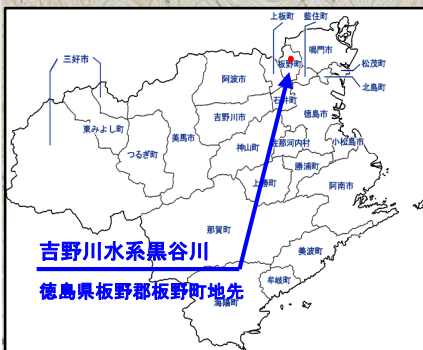 上板町 藍住町
鳴門市
三好市
板野町
松茂町
北島町
阿波市
石井町
吉野川市
徳島市
東みよし町
美馬市
つるぎ町
神山町
佐那河内村
小松島市
勝浦町
上勝町
阿南市
那賀町
吉野川水系黒谷川
美波町
徳島県板野郡板野町地先
牟岐町
海陽町